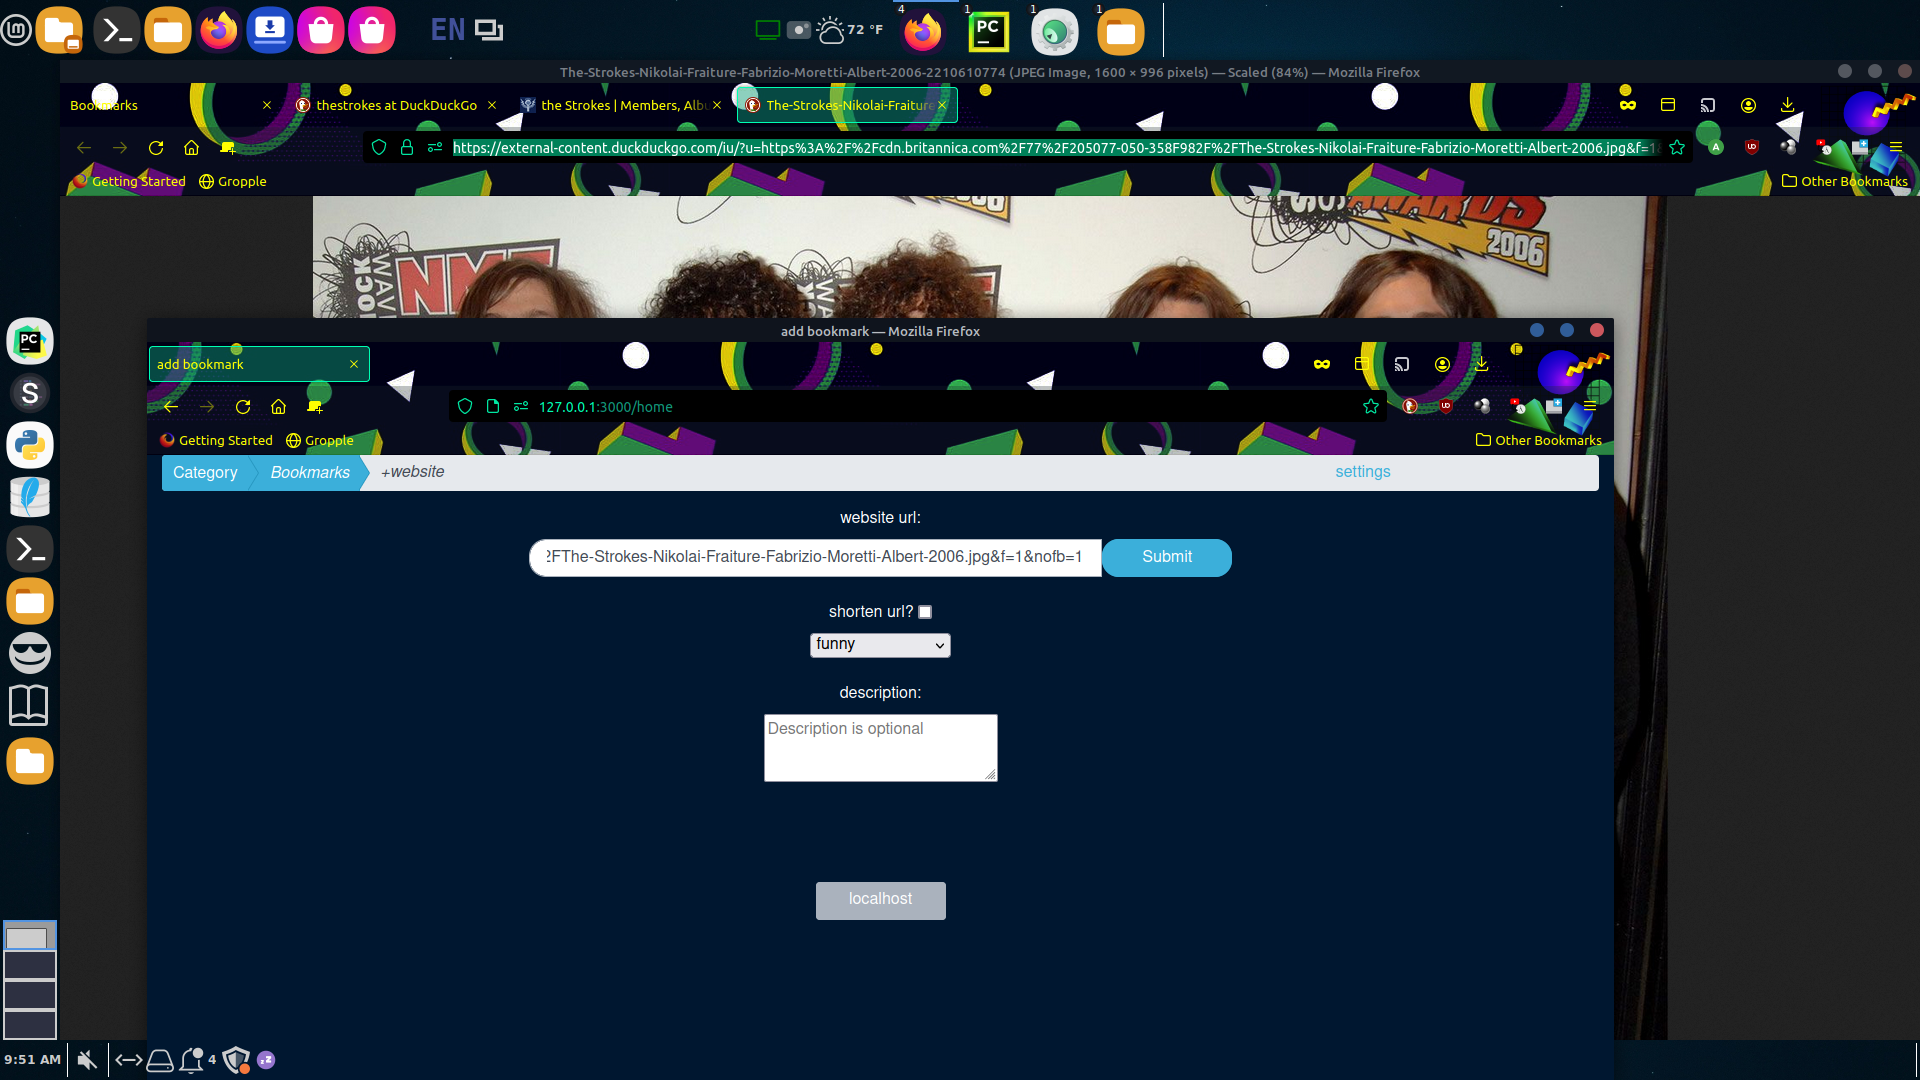 EN
72 °F
4
1
PC
1
1
The-Strokes-Nikolai-Fraiture-Fabrizio-Moretti-Albert-2006-2210610774 (JPEG Image, 1600 × 996 pixels) — Scaled (84%) — Mozilla Firefox
Bookmarks
thestrokes at DuckDuckGo
the Strokes | Members, Albu
The-Strokes-Nikolai-Fraiture
https://external-content.duckduckgo.com/iu/?u=https%3A%2F%2Fcdn.britannica.com%2F77%2F205077-050-358F982F%2FThe-Strokes-Nikolai-Fraiture-Fabrizio-Moretti-Albert-2006.jpg&f=1
Getting Started
Gropple
Other Bookmarks
AWARDS
2006
NME
add bookmark — Mozilla Firefox
add bookmark
127.0.0.1:3000/home
Getting Started
Gropple
Other Bookmarks
Category
Bookmarks
+website
settings
website url:
2FThe-Strokes-Nikolai-Fraiture-Fabrizio-Moretti-Albert-2006.jpg&f=1&nofb=1
Submit
shorten url?
funny
description:
Description is optional
localhost
PC
S
9:51 AM
4